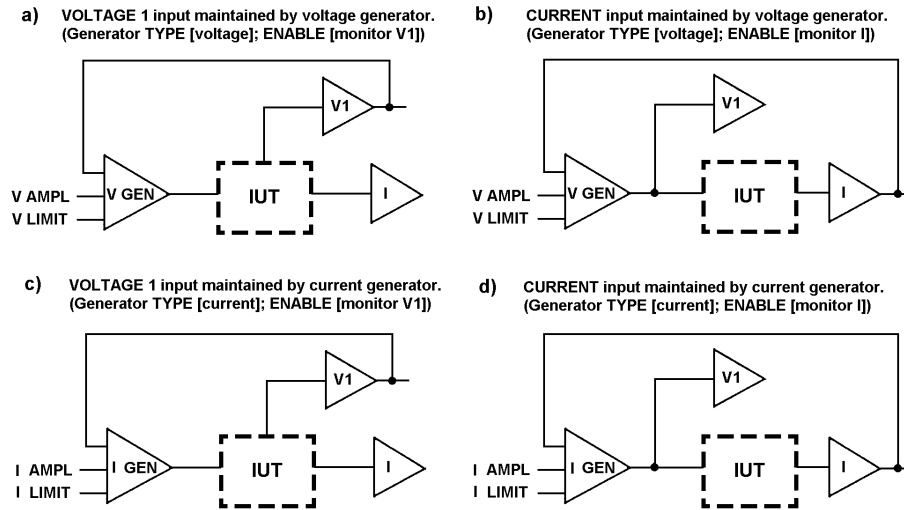 a) VOLTAGE 1 input maintained by voltage generator.
(Generator TYPE [voltage]; ENABLE [monitor V1])
V1
V GEN
V AMPL
V LIMIT
IUT
I
b) CURRENT input maintained by voltage generator.
(Generator TYPE [voltage]; ENABLE [monitor I])
V1
V GEN
V AMPL
V LIMIT
IUT
I
c) VOLTAGE 1 input maintained by current generator.
(Generator TYPE [current]; ENABLE [monitor V1])
V1
I GEN
I AMPL
I LIMIT
IUT
I
d) CURRENT input maintained by current generator.
(Generator TYPE [current]; ENABLE [monitor I])
V1
I GEN
I AMPL
I LIMIT
IUT
I